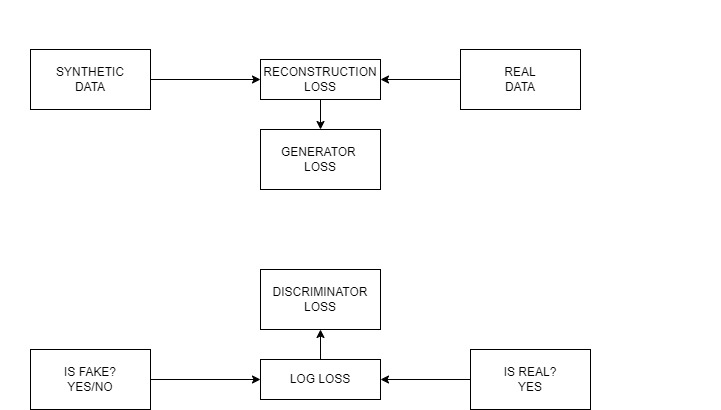 SYNTHETIC
DATA
RECONSTRUCTION
LOSS
REAL
DATA
GENERATOR
LOSS
DISCRIMINATOR
LOSS
IS FAKE?
YES/NO
LOG LOSS
IS REAL?
YES